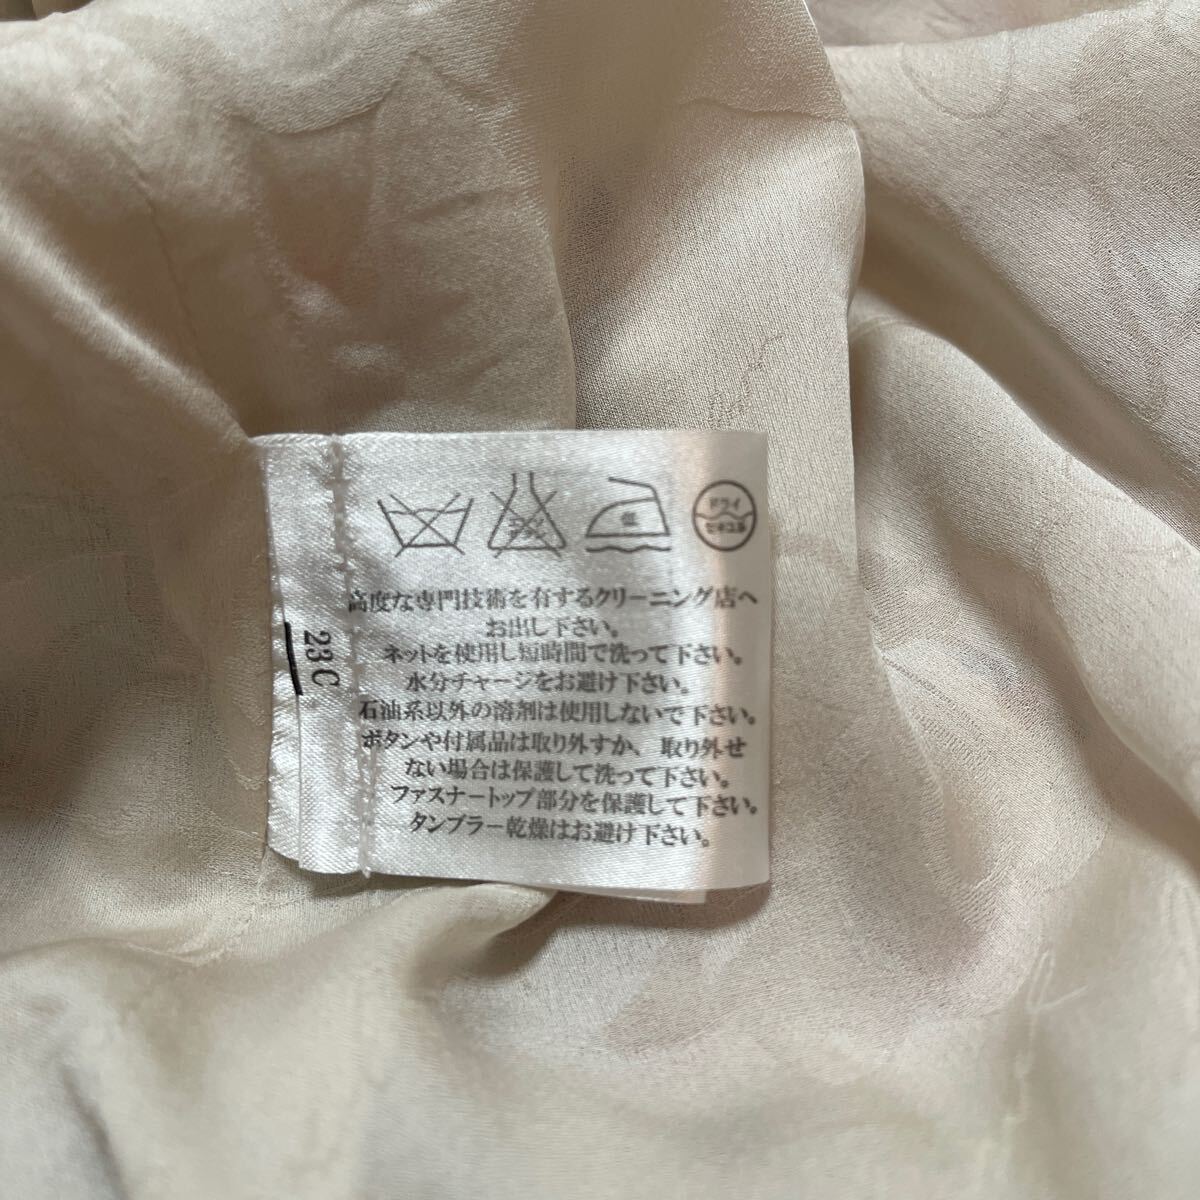 ドライ
セキユ系
高度な専門技術を有するクリーニング店へ
お出し下さい。
ネットを使用し短時間で洗って下さい。
水分チャージをお避け下さい。
石油系以外の溶剤は使用しないで下さい。
ボタンや付属品は取り外すか、取り外せ
ない場合は保護して洗って下さい。
ファスナートップ部分を保護して下さい。
タンブラー乾燥はお避け下さい。
23C